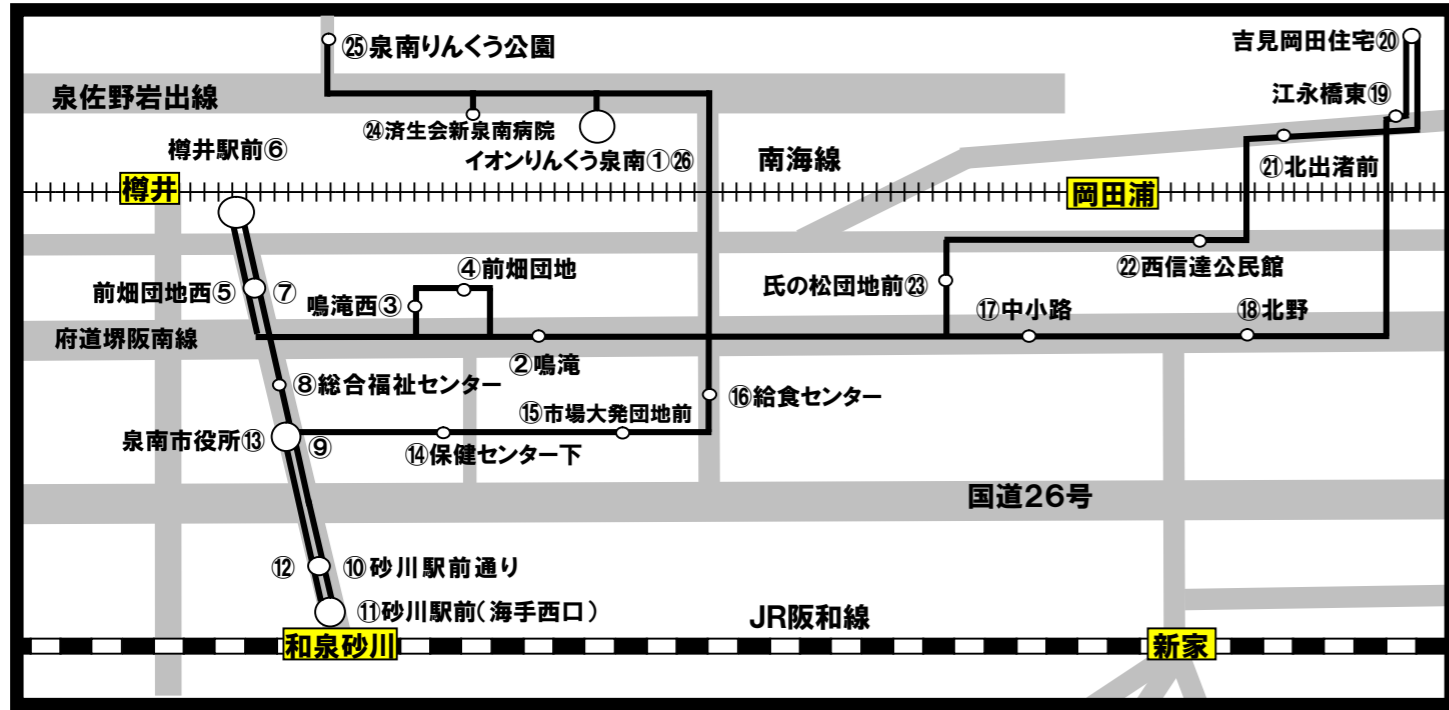 ㉕泉南りんくう公園
吉見岡田住宅⑳
泉佐野岩出線
江永橋東⑲
㉔済生会新泉南病院
樽井駅前⑥
イオンりんくう泉南①㉖
南海線
㉑北出渚前
樽井
岡田浦
④前畑団地
㉒西信達公民館
前畑団地西⑤
⑦
鳴滝西③
氏の松団地前㉓
⑰中小路
⑱北野
府道堺阪南線
②鳴滝
⑧総合福祉センター
⑯給食センター
⑮市場大発団地前
泉南市役所⑬
⑨
⑭保健センター下
国道26号
⑫
⑩砂川駅前通り
⑪砂川駅前(海手西口)
JR阪和線
和泉砂川
新家